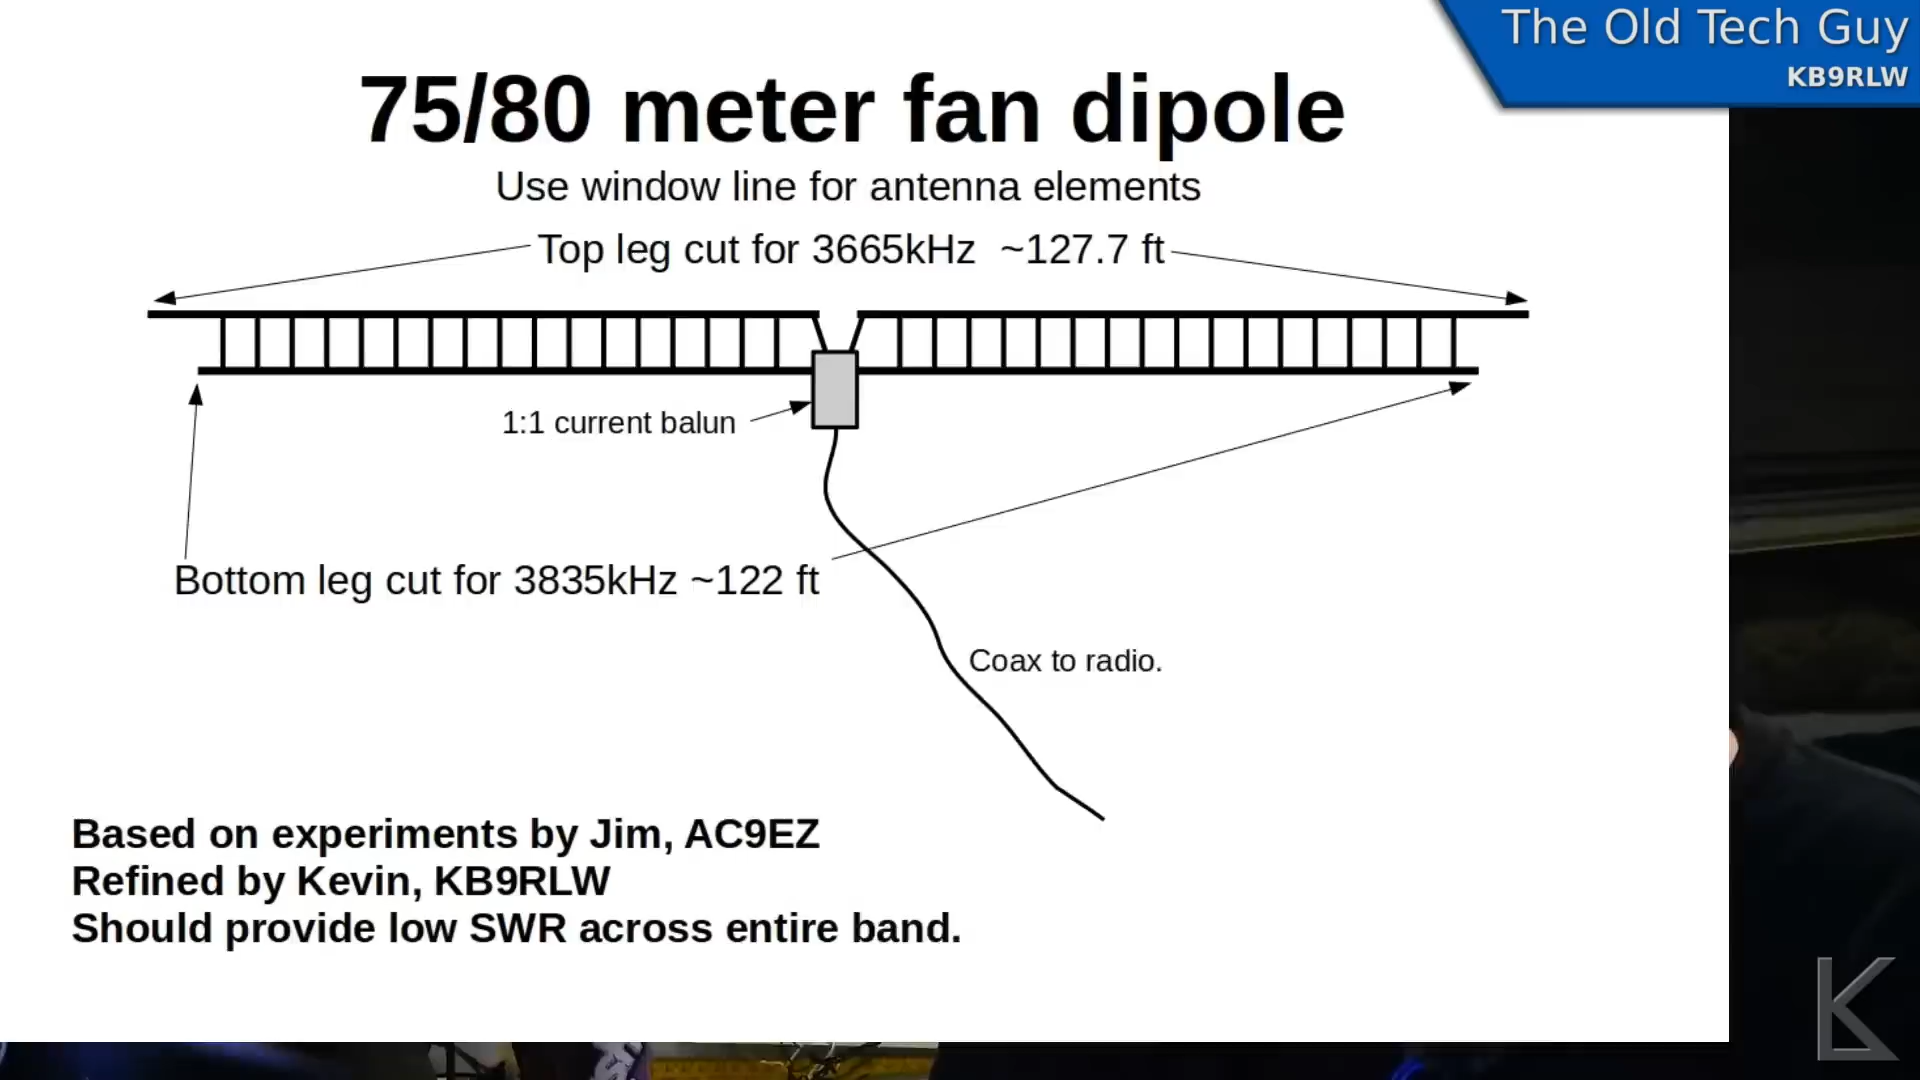 The Old Tech Guy
KB9RLW
75/80 meter fan dipole
Use window line for antenna elements
Top leg cut for 3665kHz ~127.7 ft
1:1 current balun
Bottom leg cut for 3835kHz ~122 ft
Coax to radio.
Based on experiments by Jim, AC9EZ
Refined by Kevin, KB9RLW
Should provide low SWR across entire band.
K